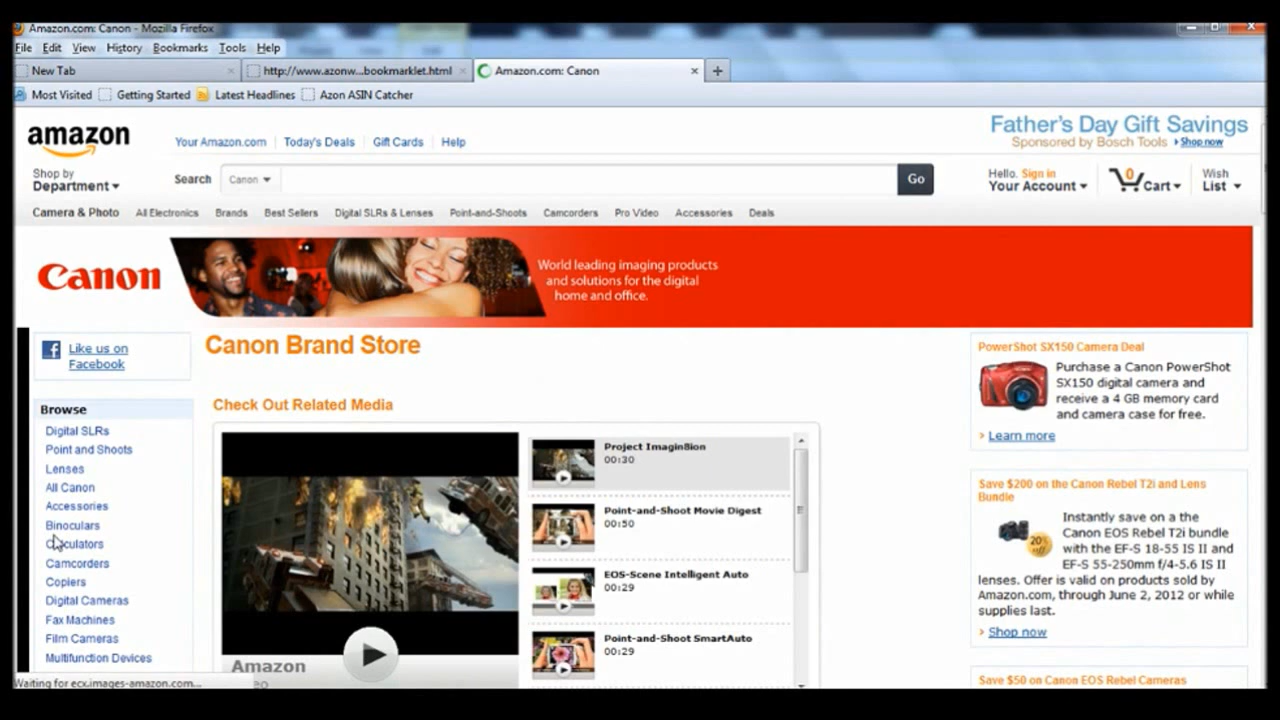 Amazon.com: Canon - Mozilla Firefox
File Edit View History Bookmarks Tools Help
New Tab http://www.azonw...bookmarklet.html Amazon.com: Canon
Most Visited Getting Started Latest Headlines Azon ASIN Catcher
amazon
Your Amazon.com Today's Deals Gift Cards Help
Father's Day Gift Savings
Sponsored by Bosch Tools Shop now
Shop by
Department
Search Canon Go
Hello. Sign in
Your Account
0
Cart
Wish
List
Camera & Photo All Electronics Brands Best Sellers Digital SLRs & Lenses Point-and-Shoots Camcorders Pro Video Accessories Deals
Canon
World leading imaging products
and solutions for the digital
home and office.
Like us on
Facebook
Canon Brand Store
Browse
Digital SLRs
Point and Shoots
Lenses
All Canon
Accessories
Binoculars
Calculators
Camcorders
Copiers
Digital Cameras
Fax Machines
Film Cameras
Multifunction Devices
Check Out Related Media
Amazon
Project Imagin8ion
00:30
Point-and-Shoot Movie Digest
00:50
EOS-Scene Intelligent Auto
00:29
Point-and-Shoot SmartAuto
00:29
PowerShot SX150 Camera Deal
Purchase a Canon PowerShot
SX150 digital camera and
receive a 4 GB memory card
and camera case for free.
Learn more
Save $200 on the Canon Rebel T2i and Lens
Bundle
20%
off
Instantly save on a the
Canon EOS Rebel T2i bundle
with the EF-S 18-55 IS II and
EF-S 55-250mm f/4-5.6 IS II
lenses. Offer is valid on products sold by
Amazon.com, through June 2, 2012 or while
supplies last.
Shop now
Save $50 on Canon EOS Rebel Cameras
Waiting for ecx.images-amazon.com...